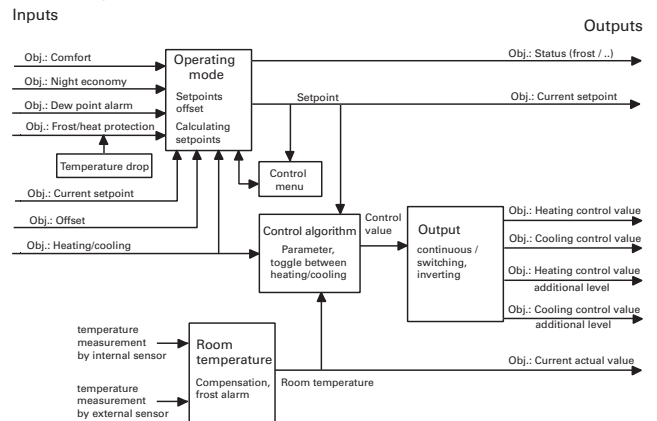 Inputs
Outputs
Obj.: Comfort
Obj.: Night economy
Obj.: Dew point alarm
Obj.: Frost/heat protection
Temperature drop
Obj.: Current setpoint
Obj.: Offset
Obj.: Heating/cooling
Operating
mode
Setpoints
offset
Calculating
setpoints
Obj.: Status (frost / ..)
Setpoint
Obj.: Current setpoint
Control
menu
Control algorithm
Parameter,
toggle between
heating/cooling
Control
value
Output
continuous /
switching,
inverting
Obj.: Heating control value
Obj.: Cooling control value
Obj.: Heating control value
additional level
Obj.: Cooling control value
additional level
temperature
measurement
by internal sensor
temperature
measurement
by external sensor
Room
temperature
Compensation,
frost alarm
Room temperature
Obj.: Current actual value